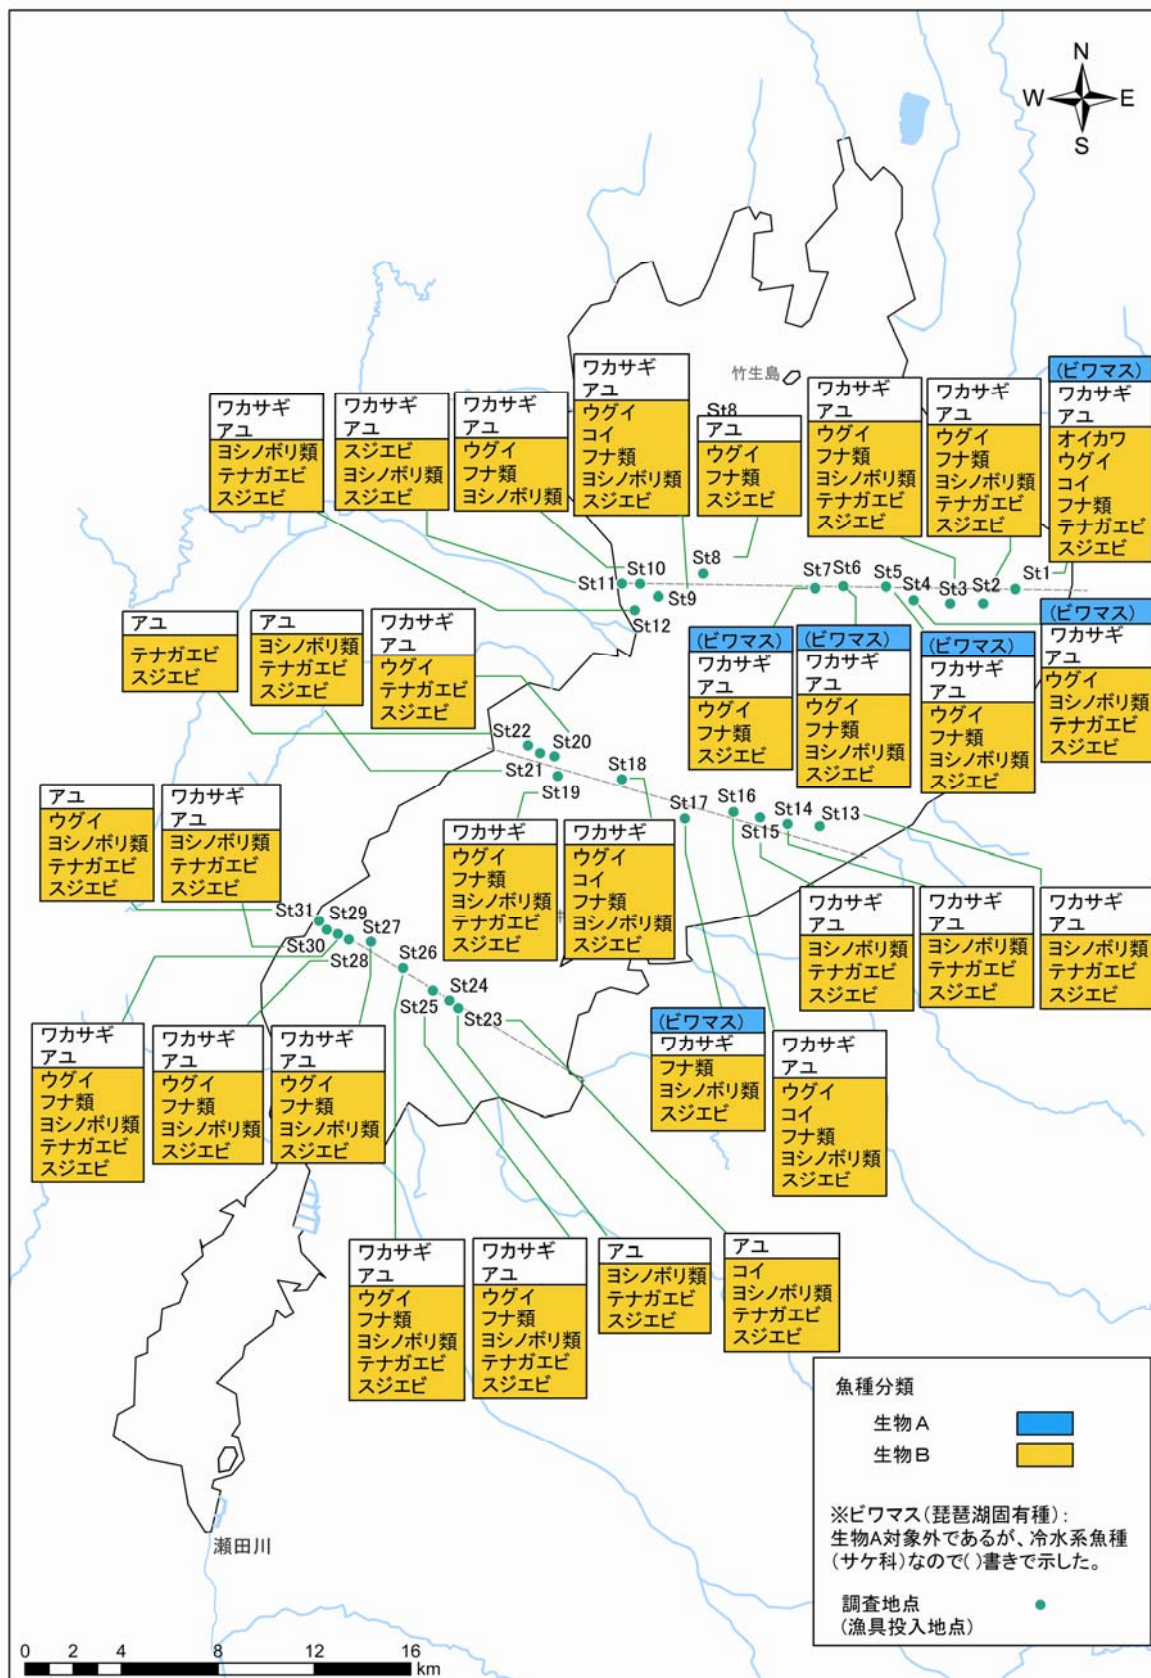 N
W
E
S
竹生島
(ビワマス)
ワカサギ
アユ
オイカワ
ウグイ
コイ
フナ類
テナガエビ
スジエビ
ワカサギ
アユ
ウグイ
フナ類
ヨシノボリ類
テナガエビ
スジエビ
ワカサギ
アユ
ウグイ
フナ類
ヨシノボリ類
テナガエビ
スジエビ
St8
アユ
ウグイ
フナ類
スジエビ
ワカサギ
アユ
ウグイ
コイ
フナ類
ヨシノボリ類
スジエビ
ワカサギ
アユ
ウグイ
フナ類
ヨシノボリ類
ワカサギ
アユ
スジエビ
ヨシノボリ類
スジエビ
ワカサギ
アユ
ヨシノボリ類
テナガエビ
スジエビ
St11
St10
St8
St9
St12
St7
St6
St5
St4
St3
St2
St1
アユ
テナガエビ
スジエビ
アユ
ヨシノボリ類
テナガエビ
スジエビ
ワカサギ
アユ
ウグイ
テナガエビ
スジエビ
(ビワマス)
ワカサギ
アユ
ウグイ
フナ類
スジエビ
(ビワマス)
ワカサギ
アユ
ウグイ
フナ類
ヨシノボリ類
スジエビ
(ビワマス)
ワカサギ
アユ
ウグイ
フナ類
ヨシノボリ類
スジエビ
(ビワマス)
ワカサギ
アユ
ウグイ
ヨシノボリ類
テナガエビ
スジエビ
St22
St20
St21
St19
St18
St17
St16
St15
St14
St13
アユ
ウグイ
ヨシノボリ類
テナガエビ
スジエビ
ワカサギ
アユ
ヨシノボリ類
テナガエビ
スジエビ
ワカサギ
ウグイ
フナ類
ヨシノボリ類
テナガエビ
スジエビ
ワカサギ
ウグイ
コイ
フナ類
ヨシノボリ類
スジエビ
ワカサギ
アユ
ヨシノボリ類
テナガエビ
スジエビ
ワカサギ
アユ
ヨシノボリ類
テナガエビ
スジエビ
ワカサギ
アユ
ヨシノボリ類
テナガエビ
スジエビ
St31
St29
St30
St28
St27
St26
St25
St24
St23
ワカサギ
アユ
ウグイ
フナ類
ヨシノボリ類
テナガエビ
スジエビ
ワカサギ
アユ
ウグイ
フナ類
ヨシノボリ類
スジエビ
ワカサギ
アユ
ウグイ
フナ類
ヨシノボリ類
スジエビ
(ビワマス)
ワカサギ
フナ類
ヨシノボリ類
スジエビ
ワカサギ
アユ
ウグイ
コイ
フナ類
ヨシノボリ類
スジエビ
ワカサギ
アユ
ウグイ
フナ類
ヨシノボリ類
テナガエビ
スジエビ
ワカサギ
アユ
ウグイ
フナ類
ヨシノボリ類
テナガエビ
スジエビ
アユ
ヨシノボリ類
テナガエビ
スジエビ
アユ
コイ
ヨシノボリ類
テナガエビ
スジエビ
瀬田川
魚種分類
生物A
生物B
※ビワマス(琵琶湖固有種):
生物A対象外であるが、冷水系魚種
(サケ科)なので( )書きで示した。
調査地点
(漁具投入地点)
0 2 4 8 12 16
km